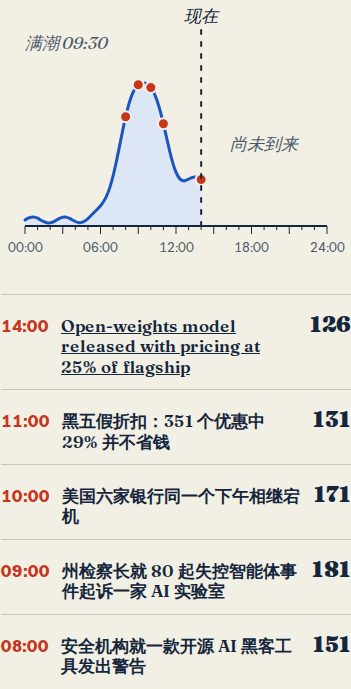 现在
满潮 09:30
尚未到来
00:00 06:00 12:00 18:00 24:00
14:00 Open-weights model 126
released with pricing at
25% of flagship
11:00 黑五假折扣：351 个优惠中 131
29% 并不省钱
10:00 美国六家银行同一个下午相继宕 171
机
09:00 州检察长就 80 起失控智能体事 181
件起诉一家 AI 实验室
08:00 安全机构就一款开源 AI 黑客工 151
具发出警告